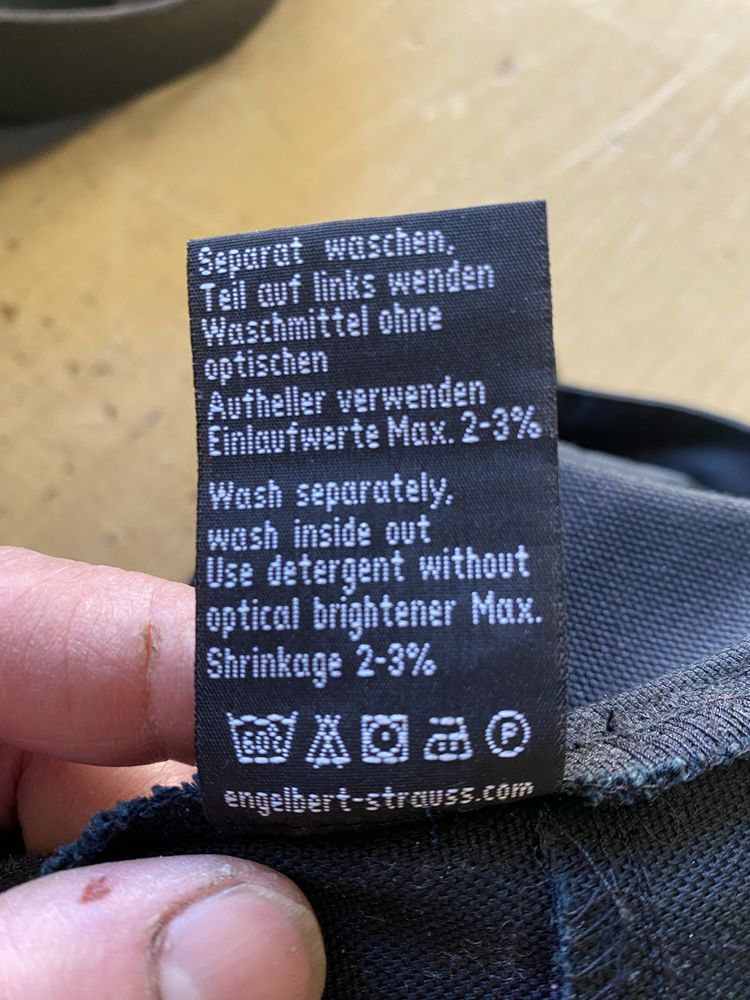 Separat waschen,
Teil auf links wenden
Waschmittel ohne
optischen
Aufheller verwenden
Einlaufwerte Max. 2-3%
Wash separately,
wash inside out
Use detergent without
optical brightener Max.
Shrinkage 2-3%
60° P
engelbert-strauss.com